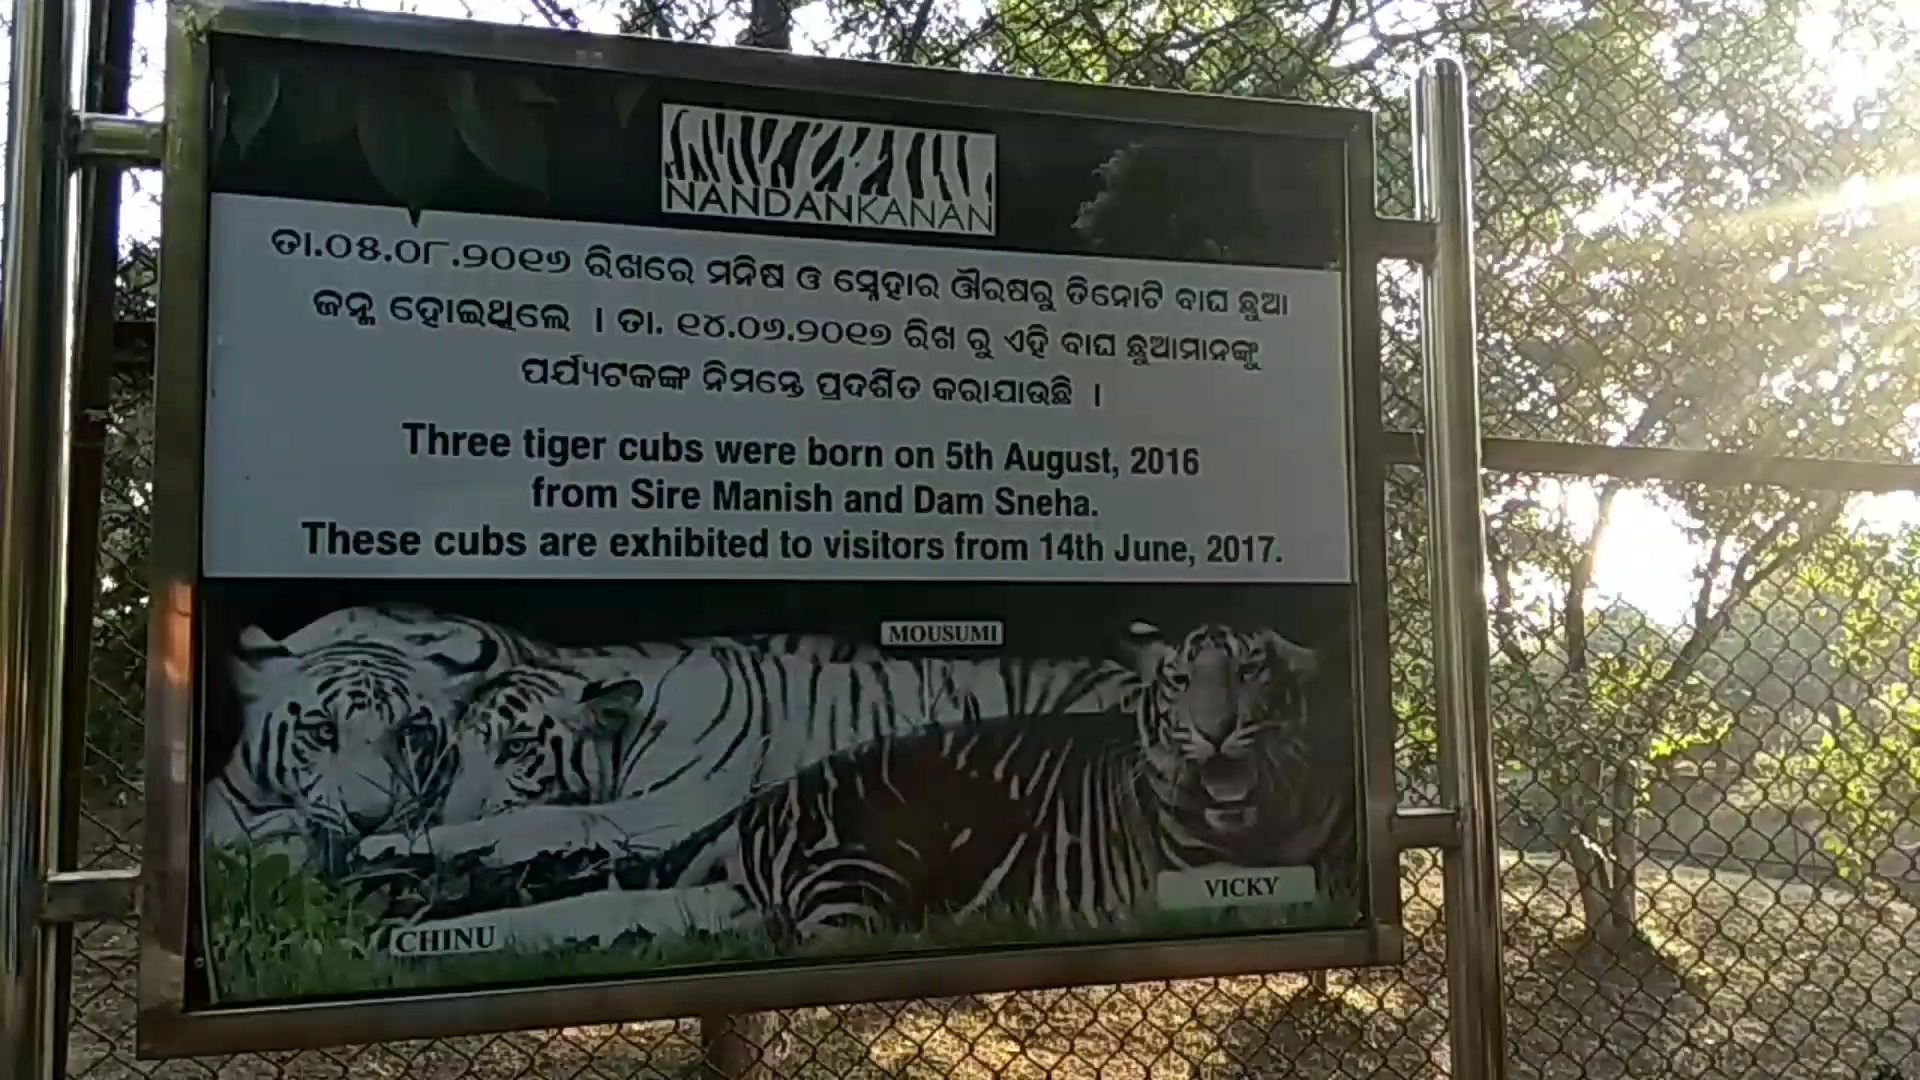 NANDANKANAN
ତା.୦୫.୦୮.୨୦୧୬ ରିଖରେ ମନିଷ ଓ ସ୍ନେହାର ଔରଷରୁ ତିନୋଟି ବାଘ ଛୁଆ
ଜନ୍ମ ହୋଇଥିଲେ । ତା. ୧୪.୦୬.୨୦୧୭ ରିଖ ରୁ ଏହି ବାଘ ଛୁଆମାନଙ୍କୁ
ପର୍ଯ୍ୟଟକଙ୍କ ନିମନ୍ତେ ପ୍ରଦର୍ଶିତ କରାଯାଉଛି ।
Three tiger cubs were born on 5th August, 2016
from Sire Manish and Dam Sneha.
These cubs are exhibited to visitors from 14th June, 2017.
MOUSUMI
VICKY
CHINU